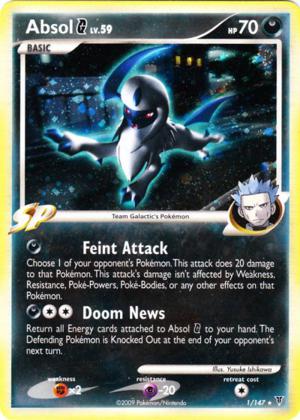 Absol G LV.59 HP 70
BASIC
SP
Team Galactic's Pokémon
Feint Attack
Choose 1 of your opponent's Pokémon. This attack does 20 damage
to that Pokémon. This attack's damage isn't affected by Weakness,
Resistance, Poké-Powers, Poké-Bodies, or any other effects on that
Pokémon.
Doom News
Return all Energy cards attached to Absol G to your hand. The
Defending Pokémon is Knocked Out at the end of your opponent's
next turn.
Illus. Yusuke Ishikawa
weakness resistance retreat cost
×2 -20
©2009 Pokémon/Nintendo 1/147 ★